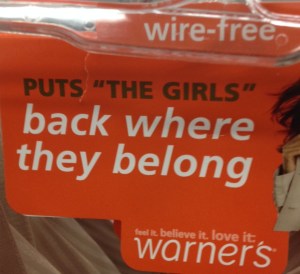 wire-free
PUTS "THE GIRLS"
back where
they belong
feel it. believe it. love it:
warner's